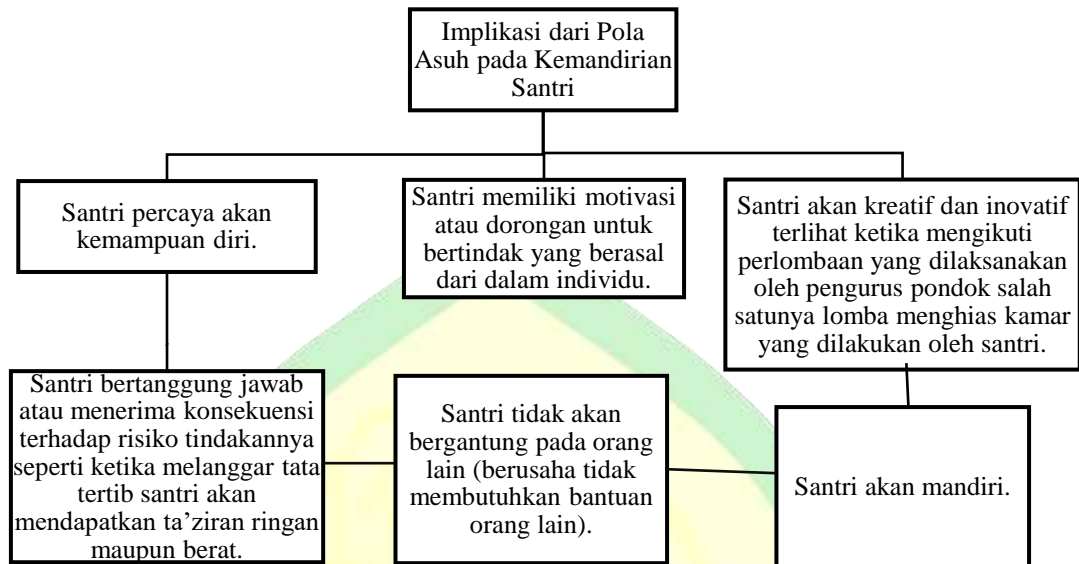 Implikasi dari Pola
Asuh pada Kemandirian
Santri
Santri percaya akan
kemampuan diri.
Santri memiliki motivasi
atau dorongan untuk
bertindak yang berasal
dari dalam individu.
Santri akan kreatif dan inovatif
terlihat ketika mengikuti
perlombaan yang dilaksanakan
oleh pengurus pondok salah
satunya lomba menghias kamar
yang dilakukan oleh santri.
Santri bertanggung jawab
atau menerima konsekuensi
terhadap risiko tindakannya
seperti ketika melanggar tata
tertib santri akan
mendapatkan ta’ziran ringan
maupun berat.
Santri tidak akan
bergantung pada orang
lain (berusaha tidak
membutuhkan bantuan
orang lain).
Santri akan mandiri.